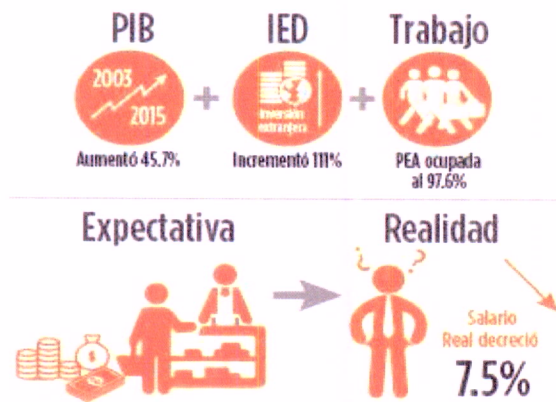 PIB
IED
Trabajo
2003
2015
+
+
Inversión
extranjera
Aumentó 45.7%
Incrementó 111%
PEA ocupada
al 97.6%
Expectativa
Realidad
$
? ?
Salario
Real decreció
7.5%